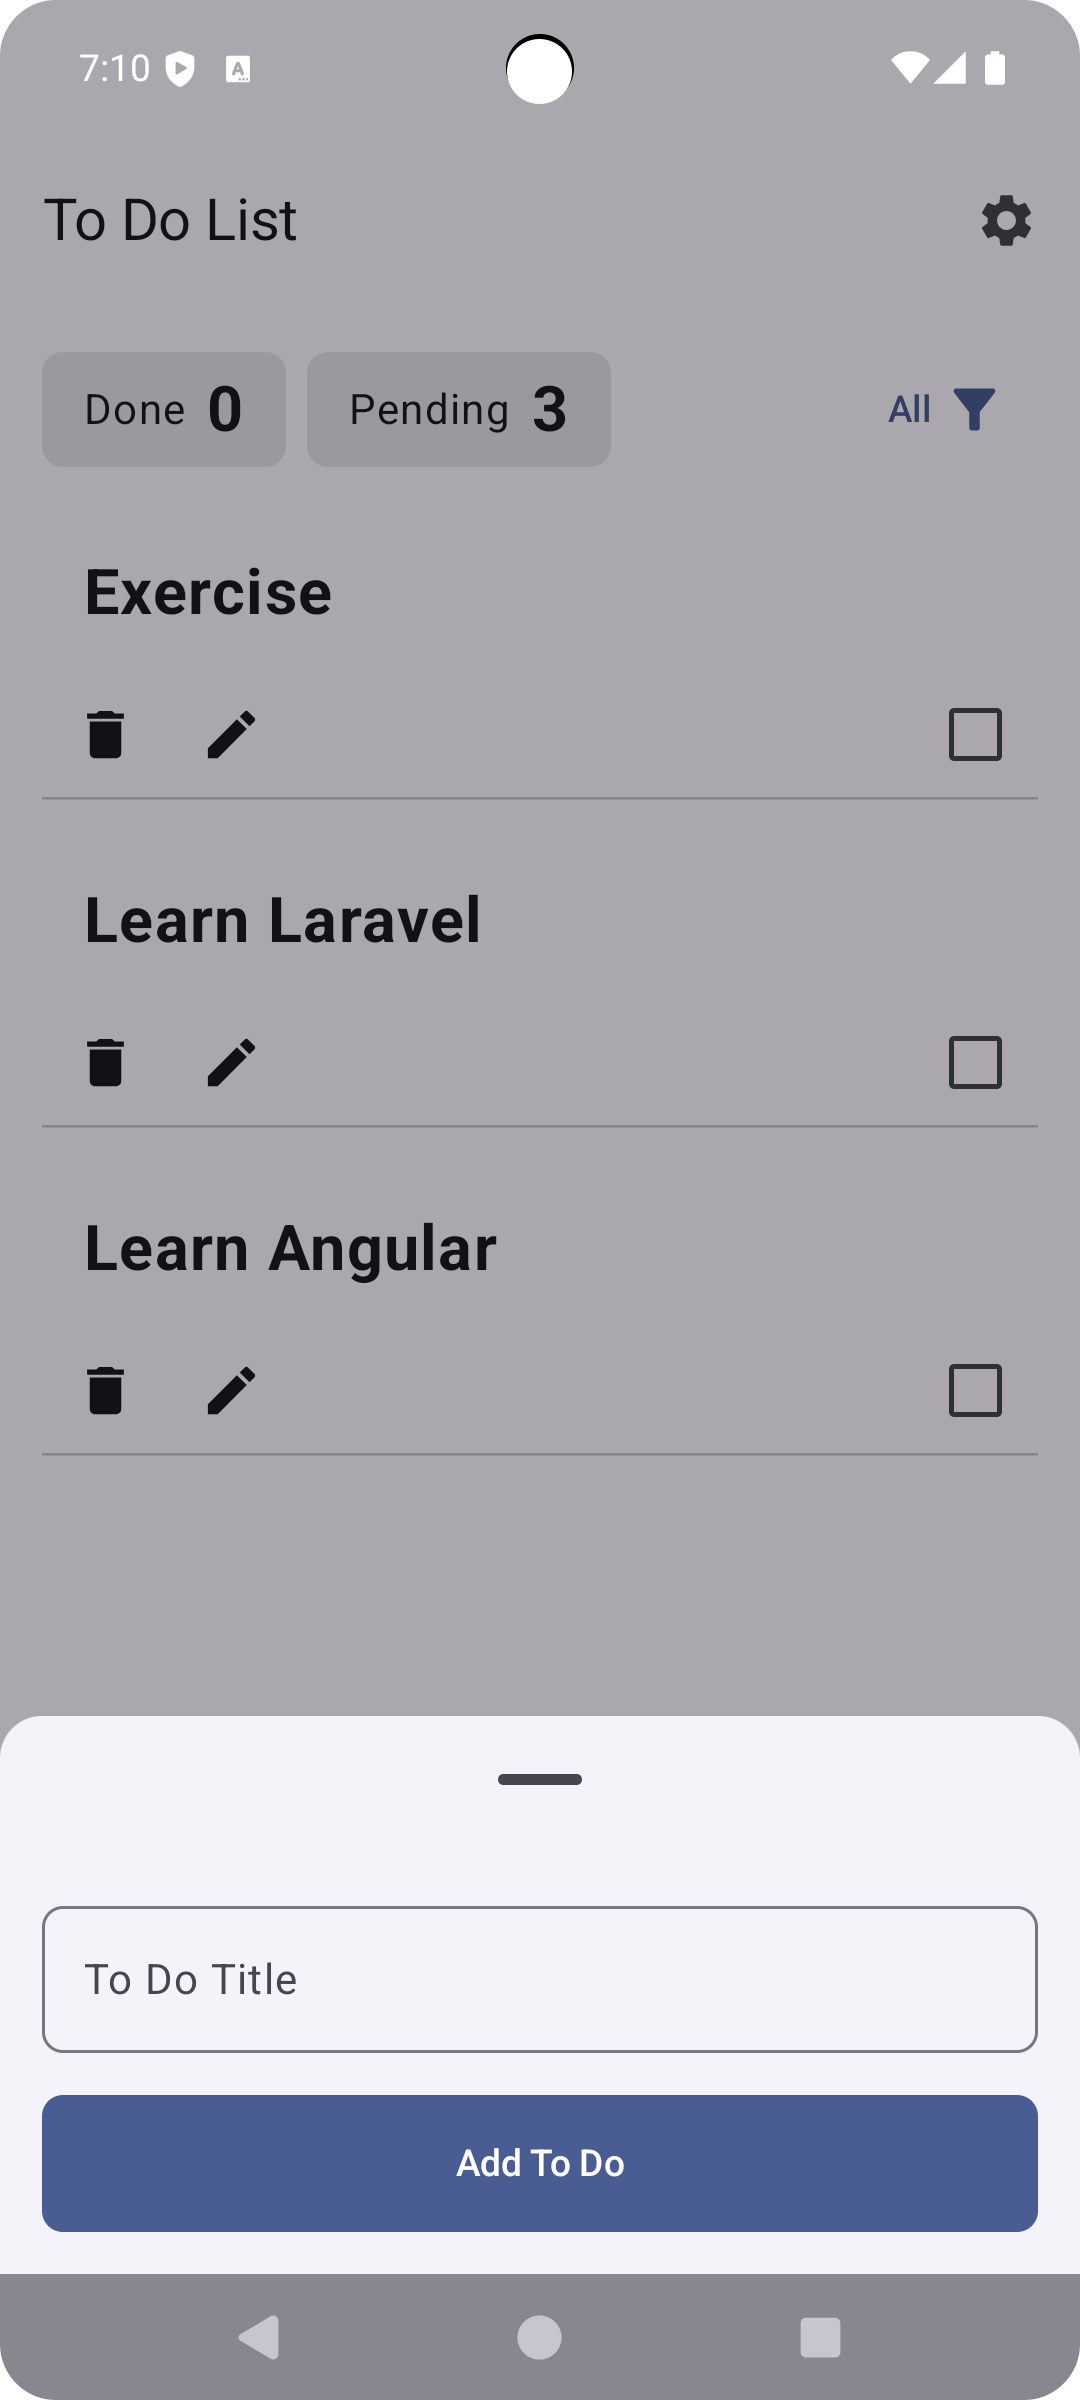 7:10
To Do List
Done 0 Pending 3 All
Exercise
Learn Laravel
Learn Angular
To Do Title
Add To Do